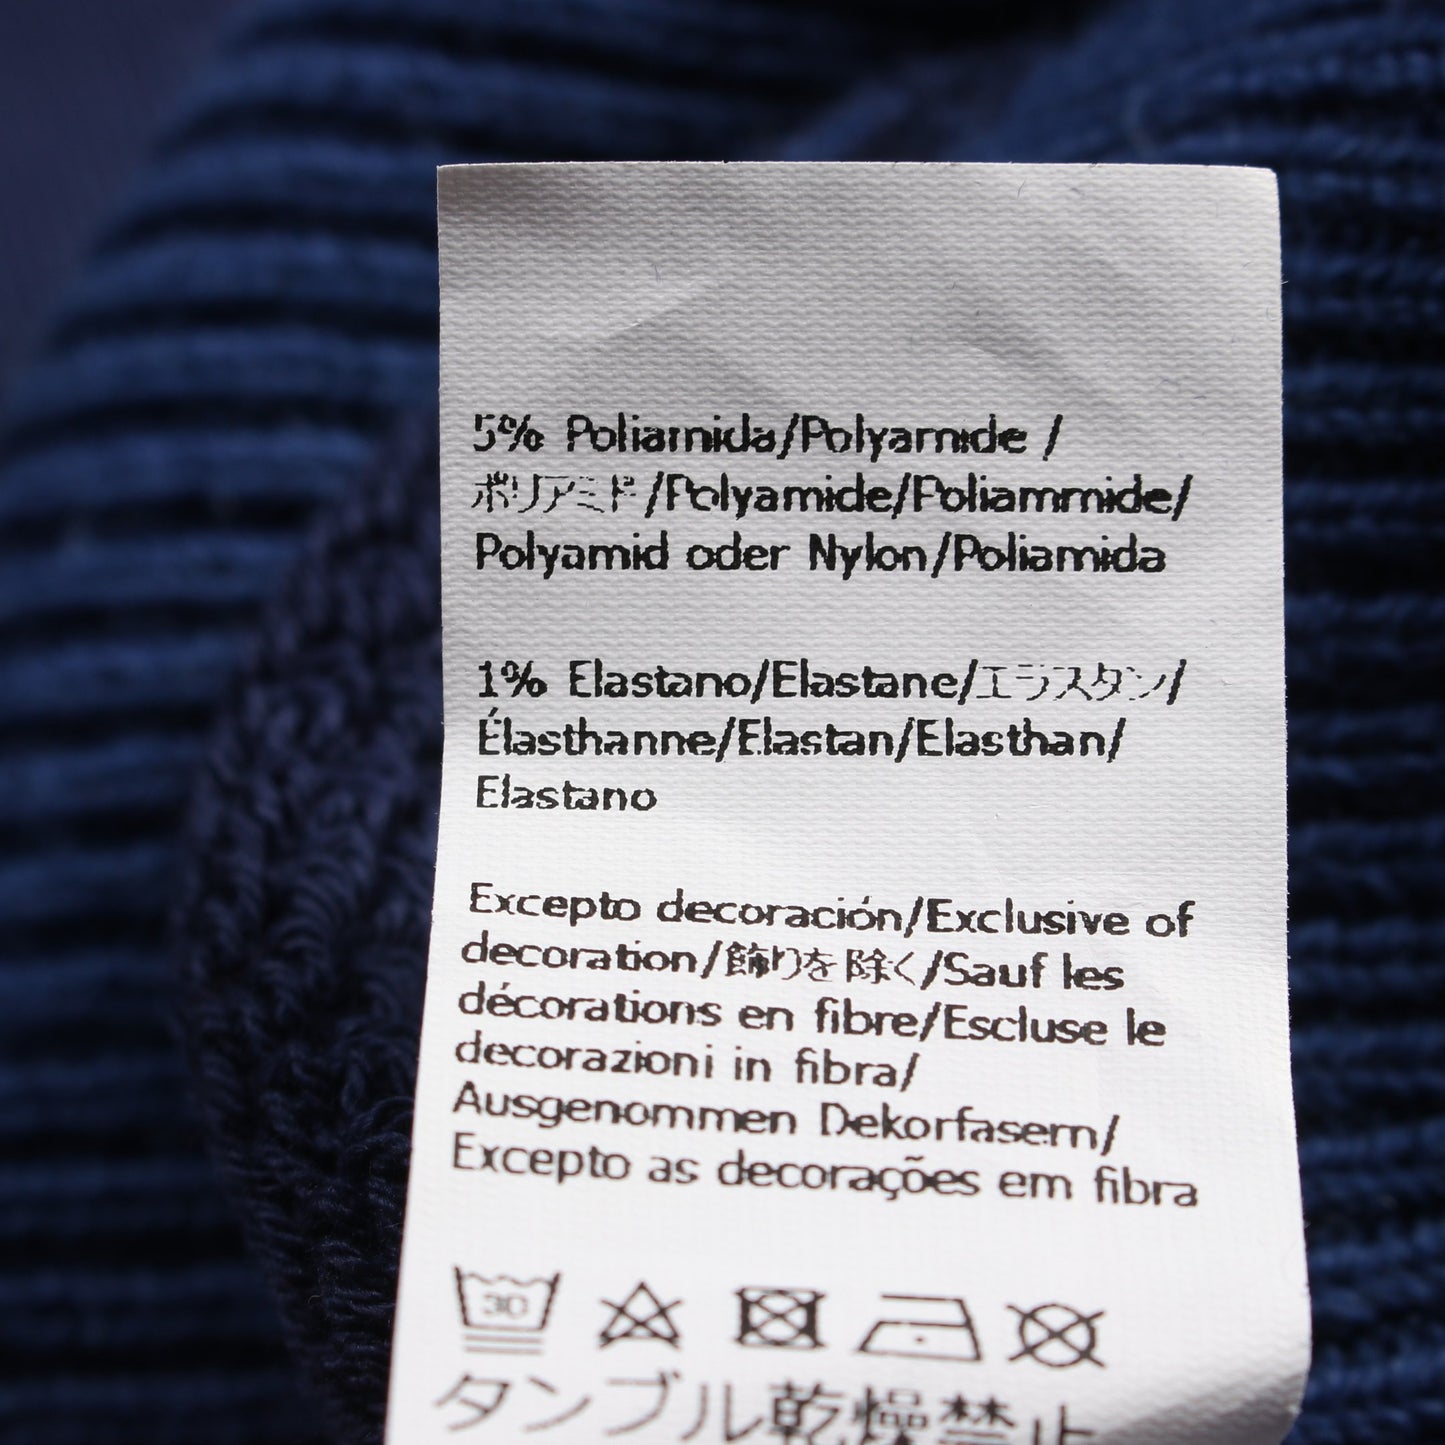 5% Poliamida/Polyamide /
ポリアミド/Polyamide/Poliammide/
Polyamid oder Nylon/Poliamida
1% Elastano/Elastane/エラスタン/
Élasthanne/Elastan/Elasthan/
Elastano
Excepto decoración/Exclusive of
decoration/飾りを除く/Sauf les
décorations en fibre/Escluse le
decorazioni in fibra/
Ausgenommen Dekorfasern/
Excepto as decorações em fibra
30
タンブル乾燥禁止